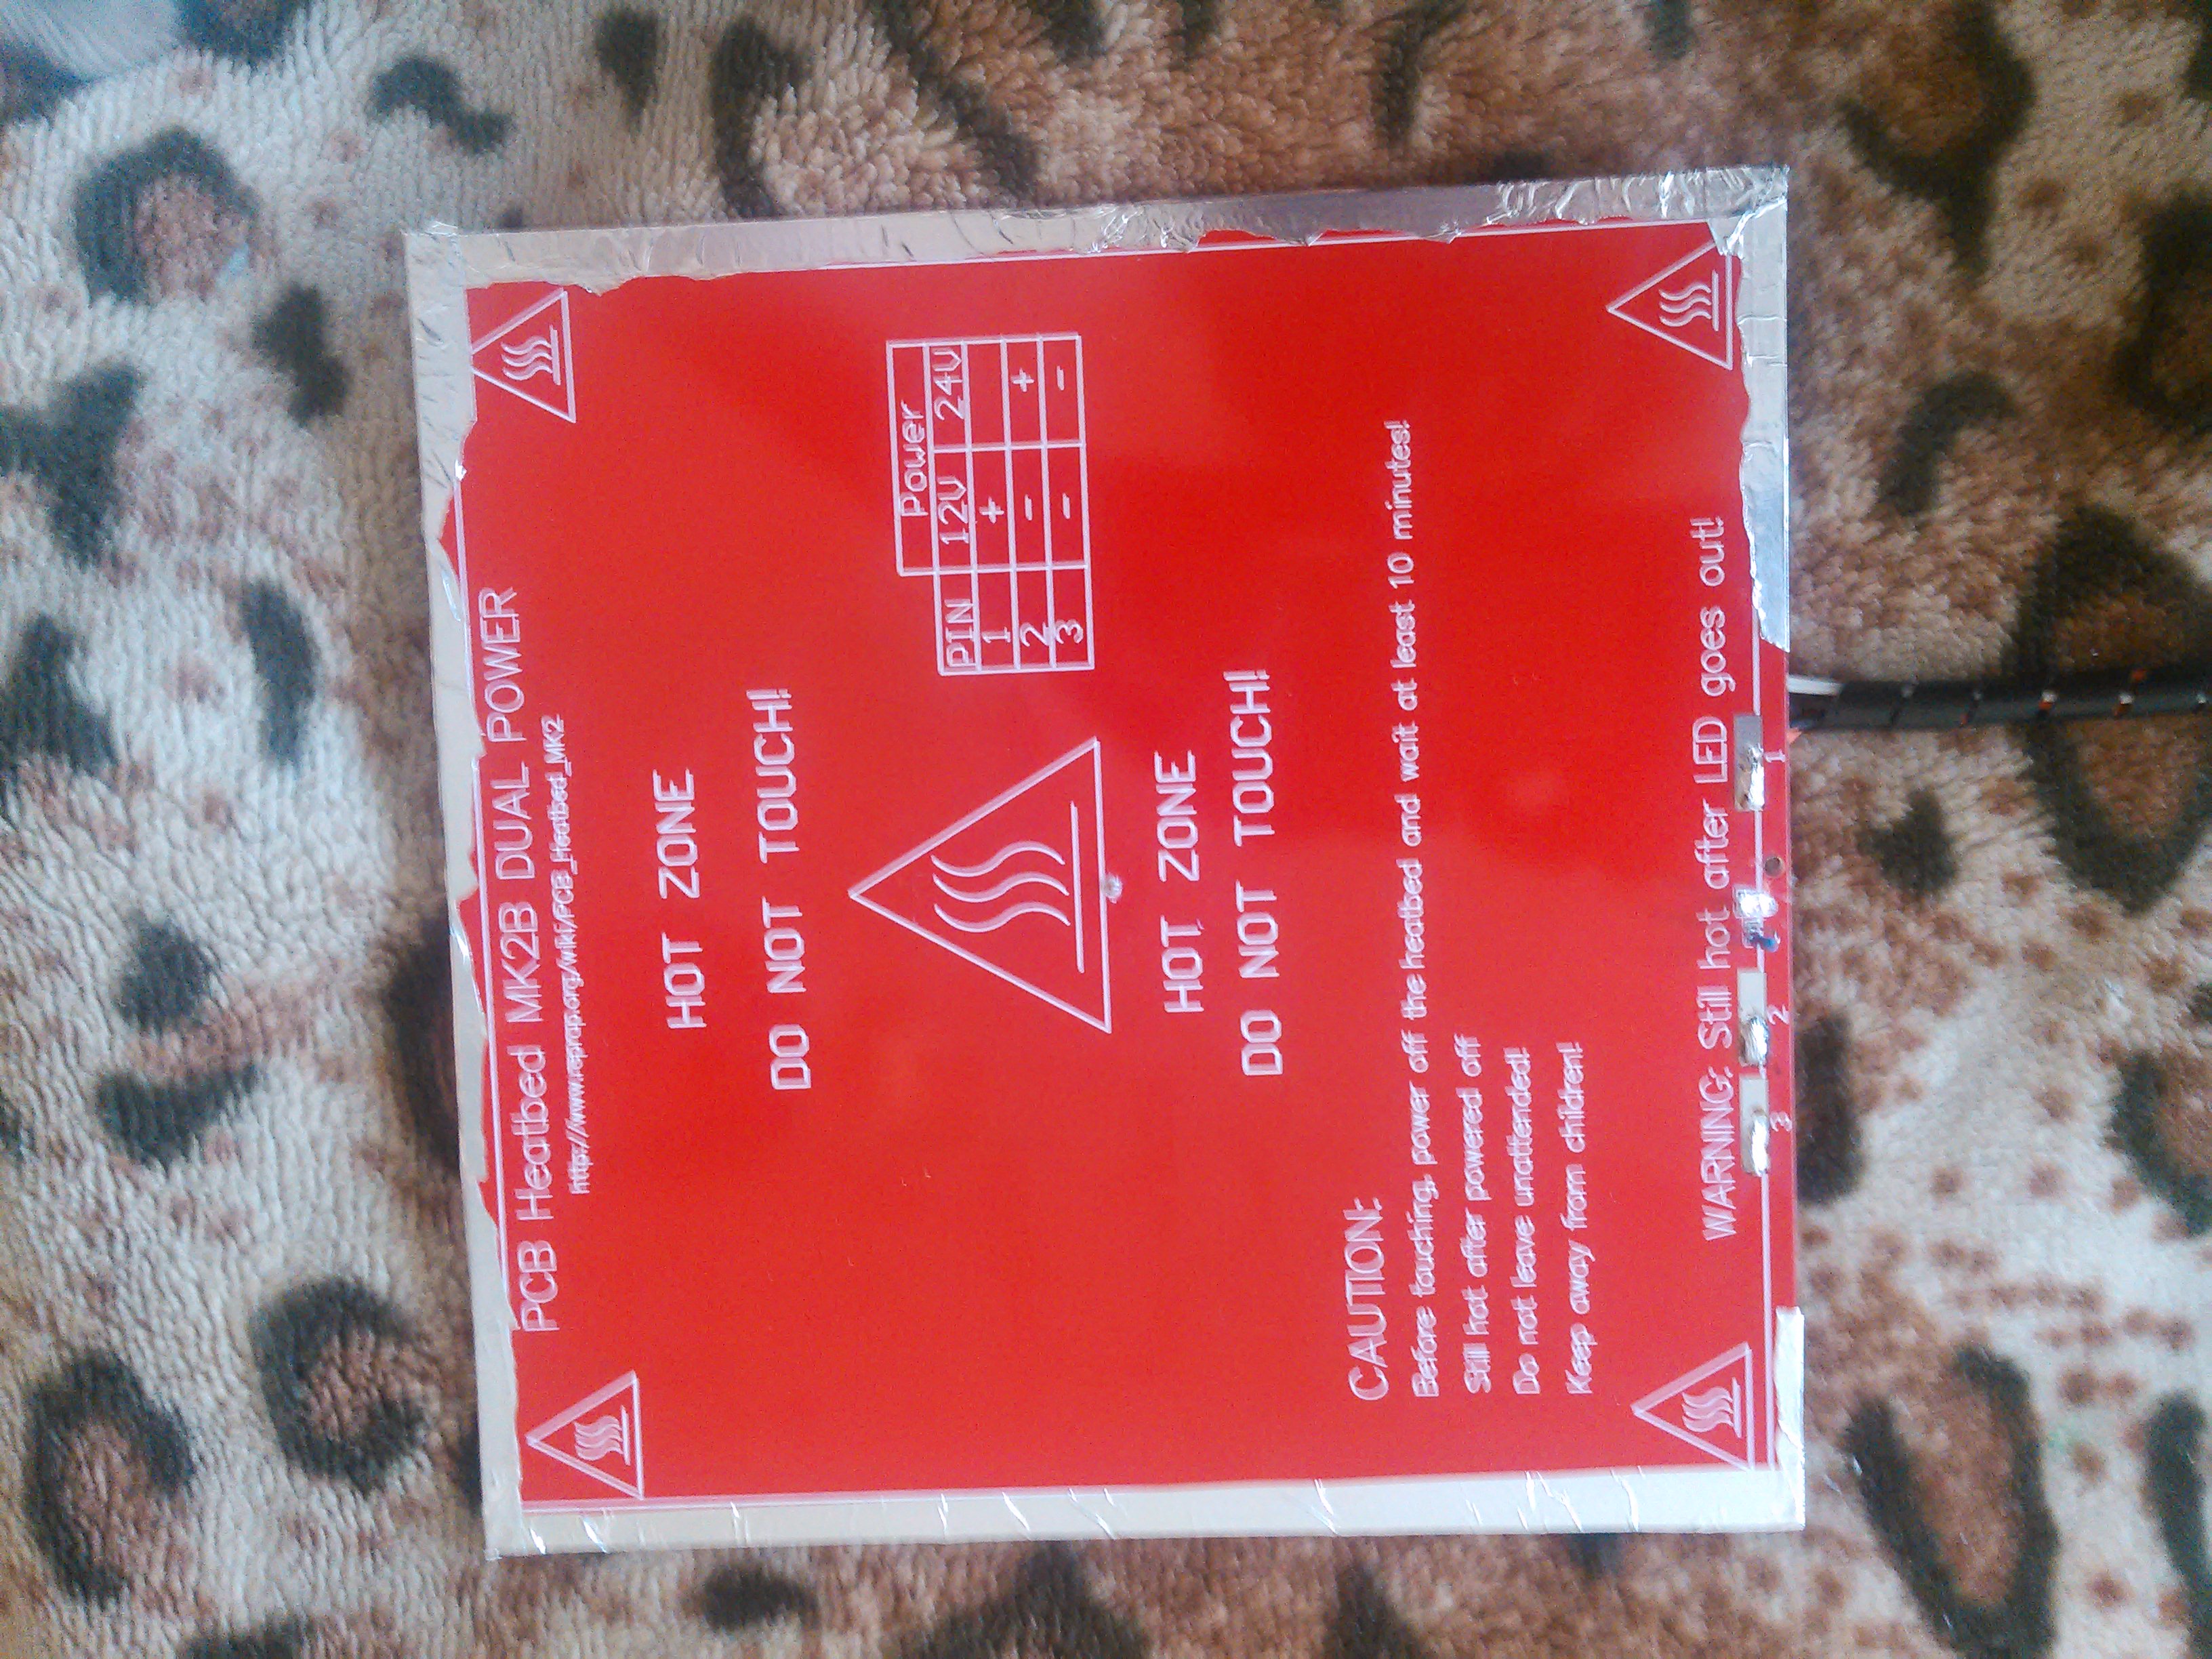 PCB Heatbed MK2B DUAL POWER
http://www.reprap.org/wiki/PCB_Heatbed_MK2
HOT ZONE
DO NOT TOUCH!
Power
PIN 12V 24V
1 +
2 - +
3 - -
HOT ZONE
DO NOT TOUCH!
CAUTION:
Before touching, power off the heatbed and wait at least 10 minutes!
Still hot after powered off
Do not leave unattended!
Keep away from children!
WARNING: Still hot after LED goes out!
3 2 1